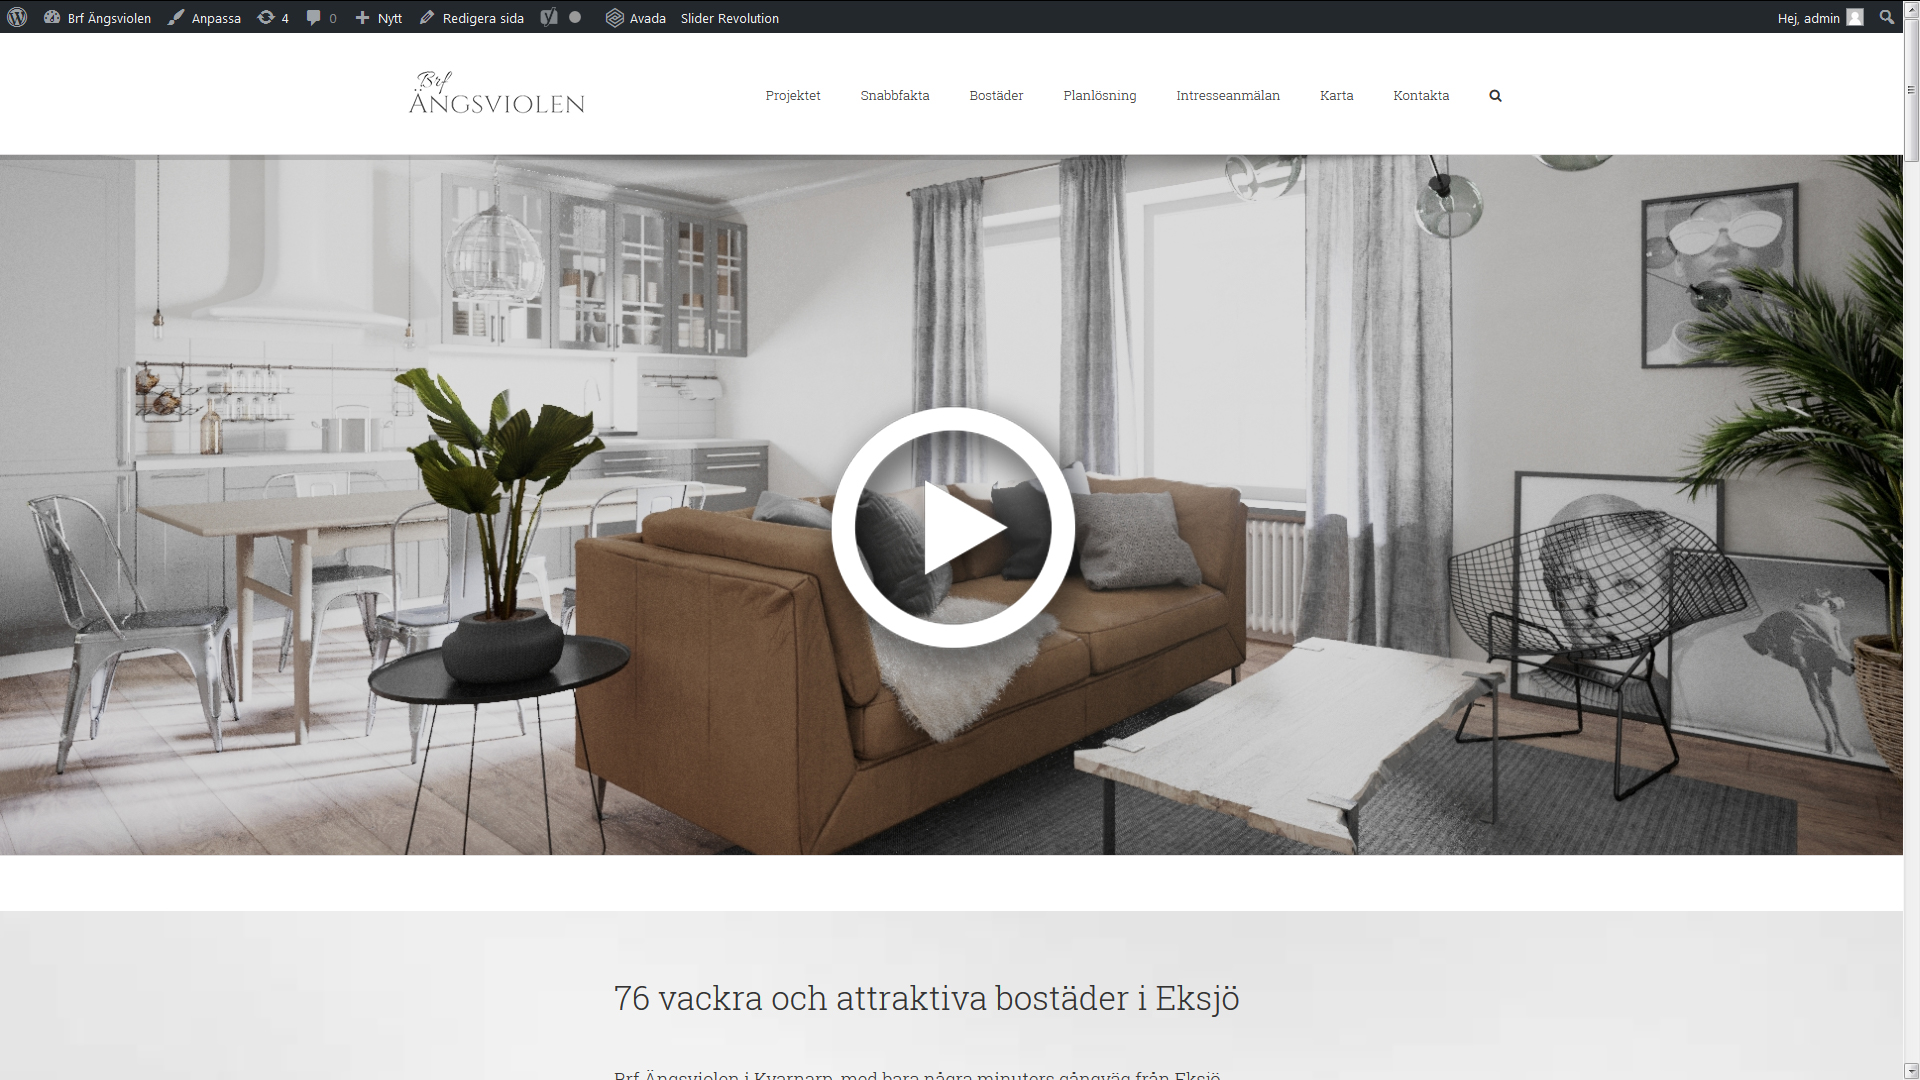 Brf Ängsviolen Anpassa 4 0 Nytt Redigera sida Avada Slider Revolution Hej, admin
Brf
ÄNGSVIOLEN
Projektet Snabbfakta Bostäder Planlösning Intresseanmälan Karta Kontakta
76 vackra och attraktiva bostäder i Eksjö
Brf Ängsviolen i Kvarnarp, med bara några minuters gångväg från Eksjö